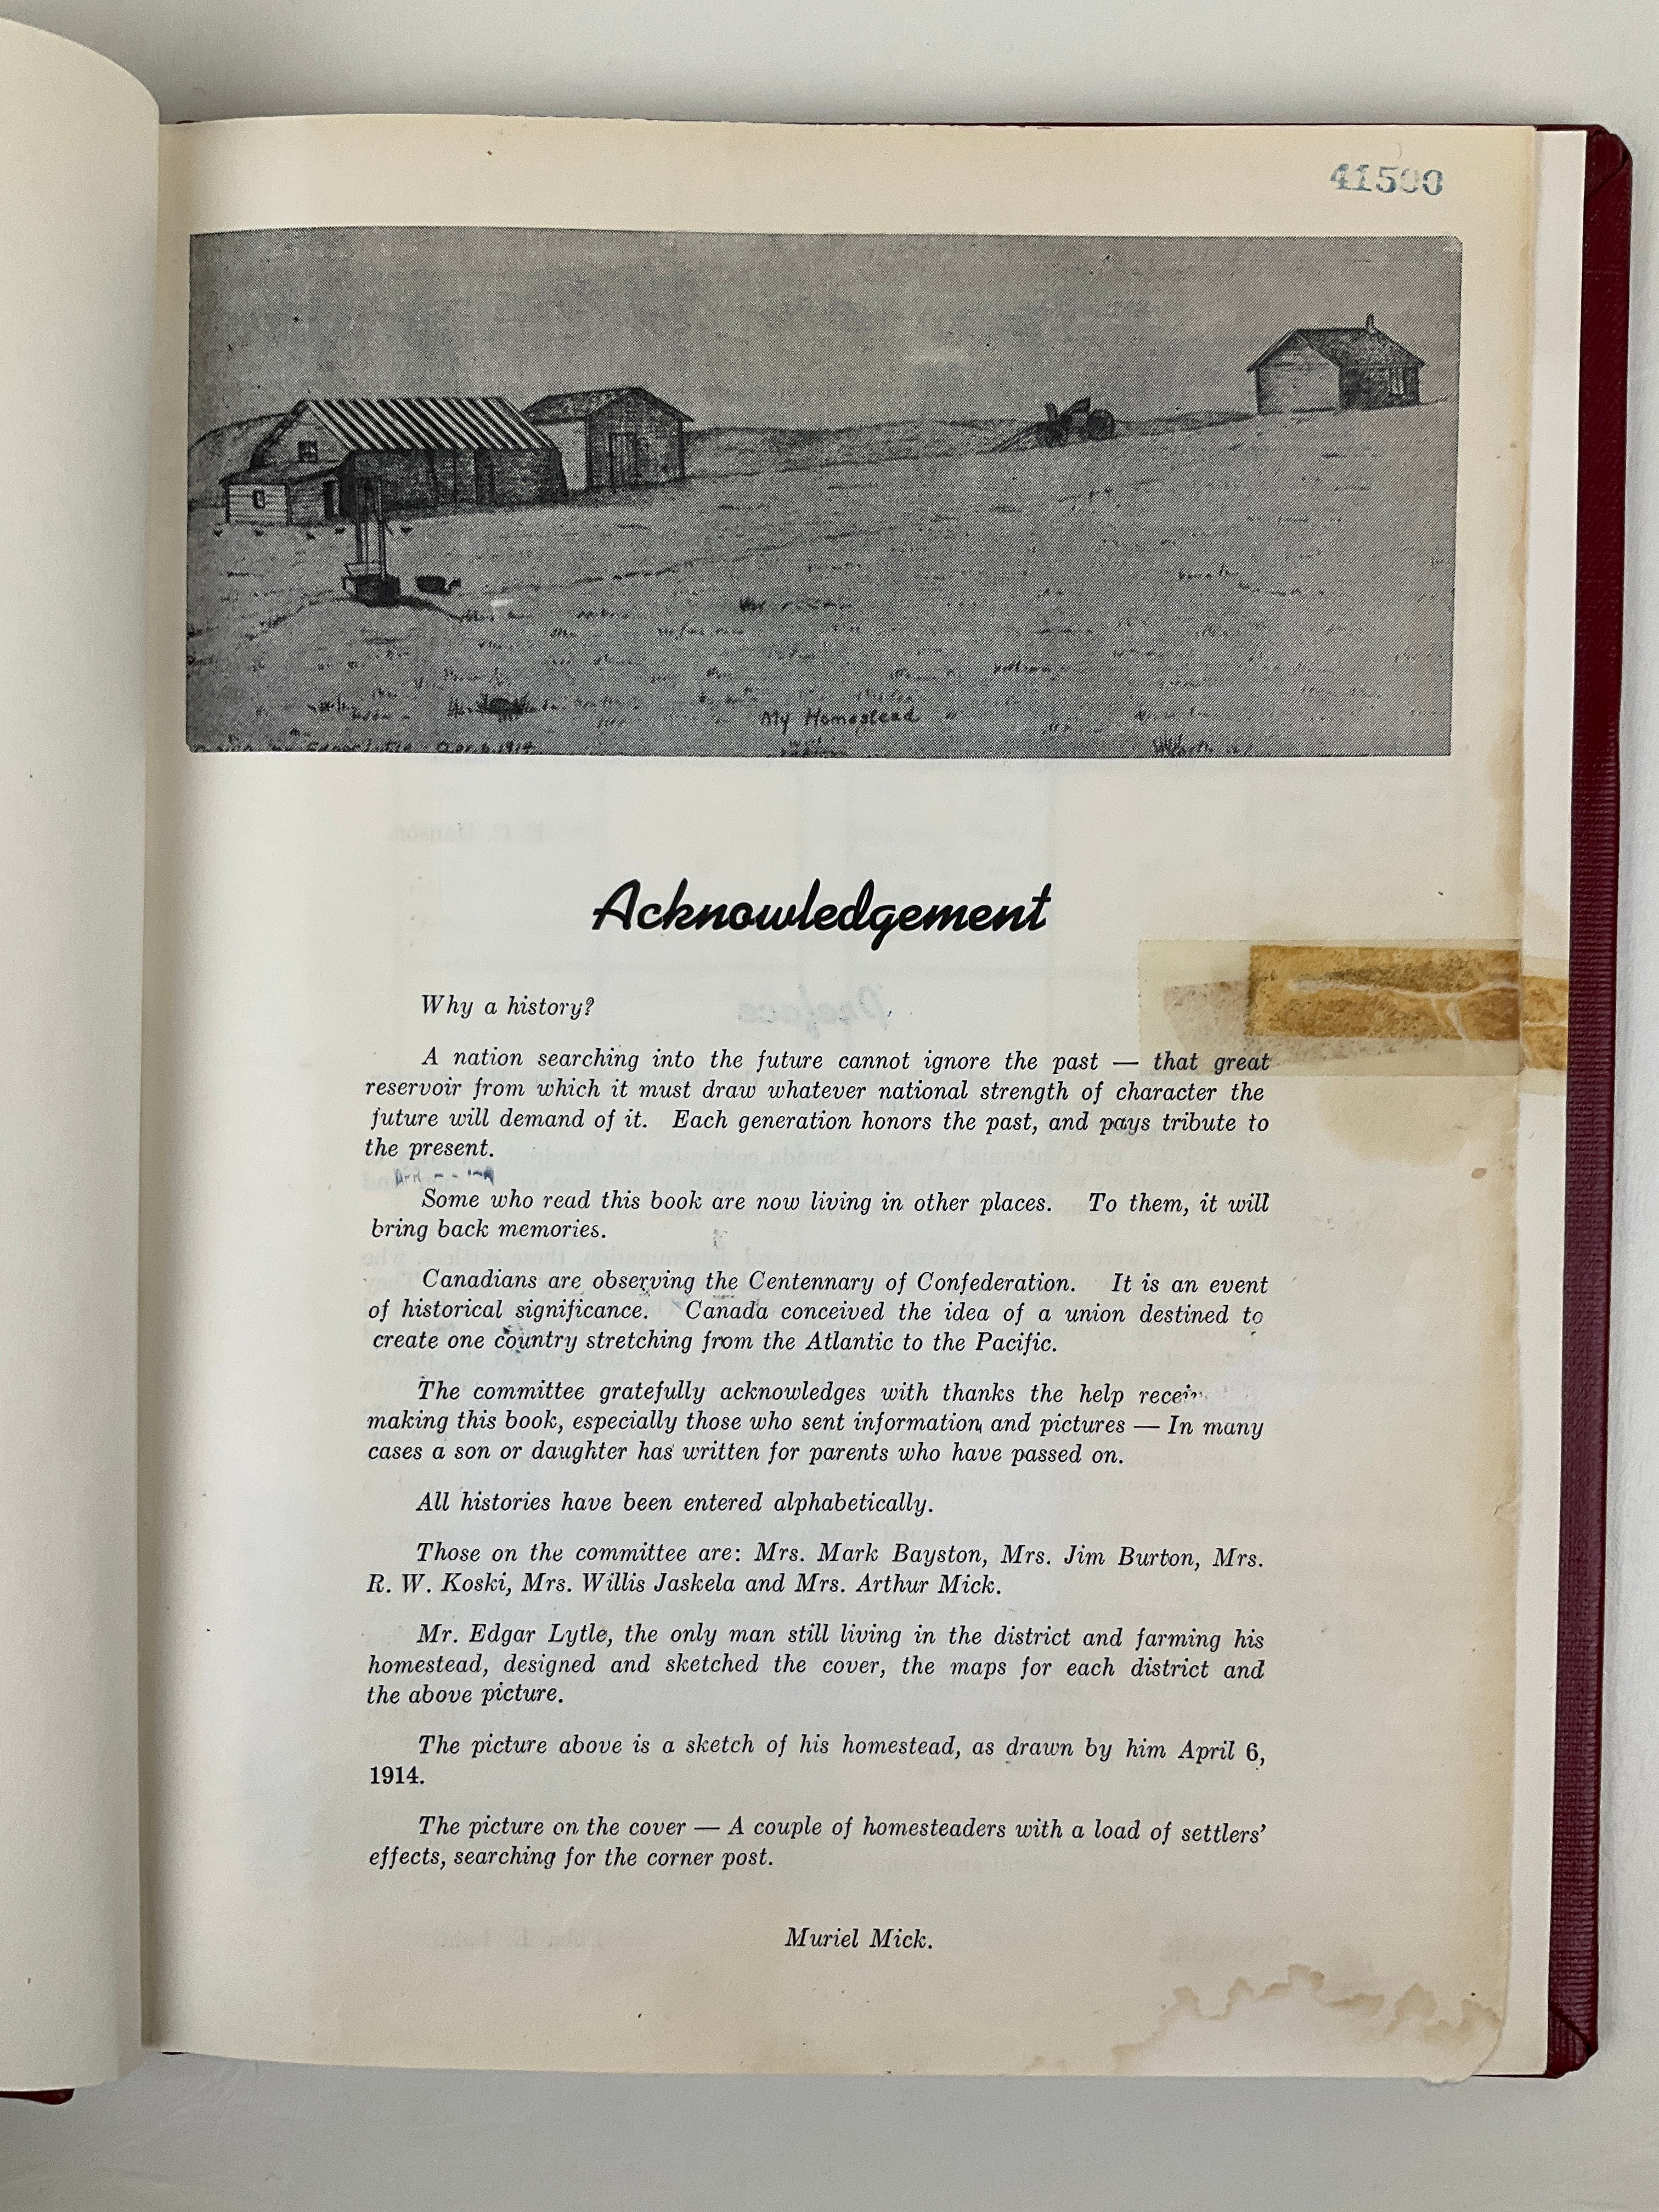 41500
My Homestead
Apr. 6, 1914
Acknowledgement
Why a history?
A nation searching into the future cannot ignore the past — that great
reservoir from which it must draw whatever national strength of character the
future will demand of it. Each generation honors the past, and pays tribute to
the present.
APR
Some who read this book are now living in other places. To them, it will
bring back memories.
Canadians are observing the Centennary of Confederation. It is an event
of historical significance. Canada conceived the idea of a union destined to
create one country stretching from the Atlantic to the Pacific.
The committee gratefully acknowledges with thanks the help
making this book, especially those who sent information and pictures — In many
cases a son or daughter has written for parents who have passed on.
All histories have been entered alphabetically.
Those on the committee are: Mrs. Mark Bayston, Mrs. Jim Burton, Mrs.
R. W. Koski, Mrs. Willis Jaskela and Mrs. Arthur Mick.
Mr. Edgar Lytle, the only man still living in the district and farming his
homestead, designed and sketched the cover, the maps for each district and
the above picture.
The picture above is a sketch of his homestead, as drawn by him April 6,
1914.
The picture on the cover — A couple of homesteaders with a load of settlers'
effects, searching for the corner post.
Muriel Mick.